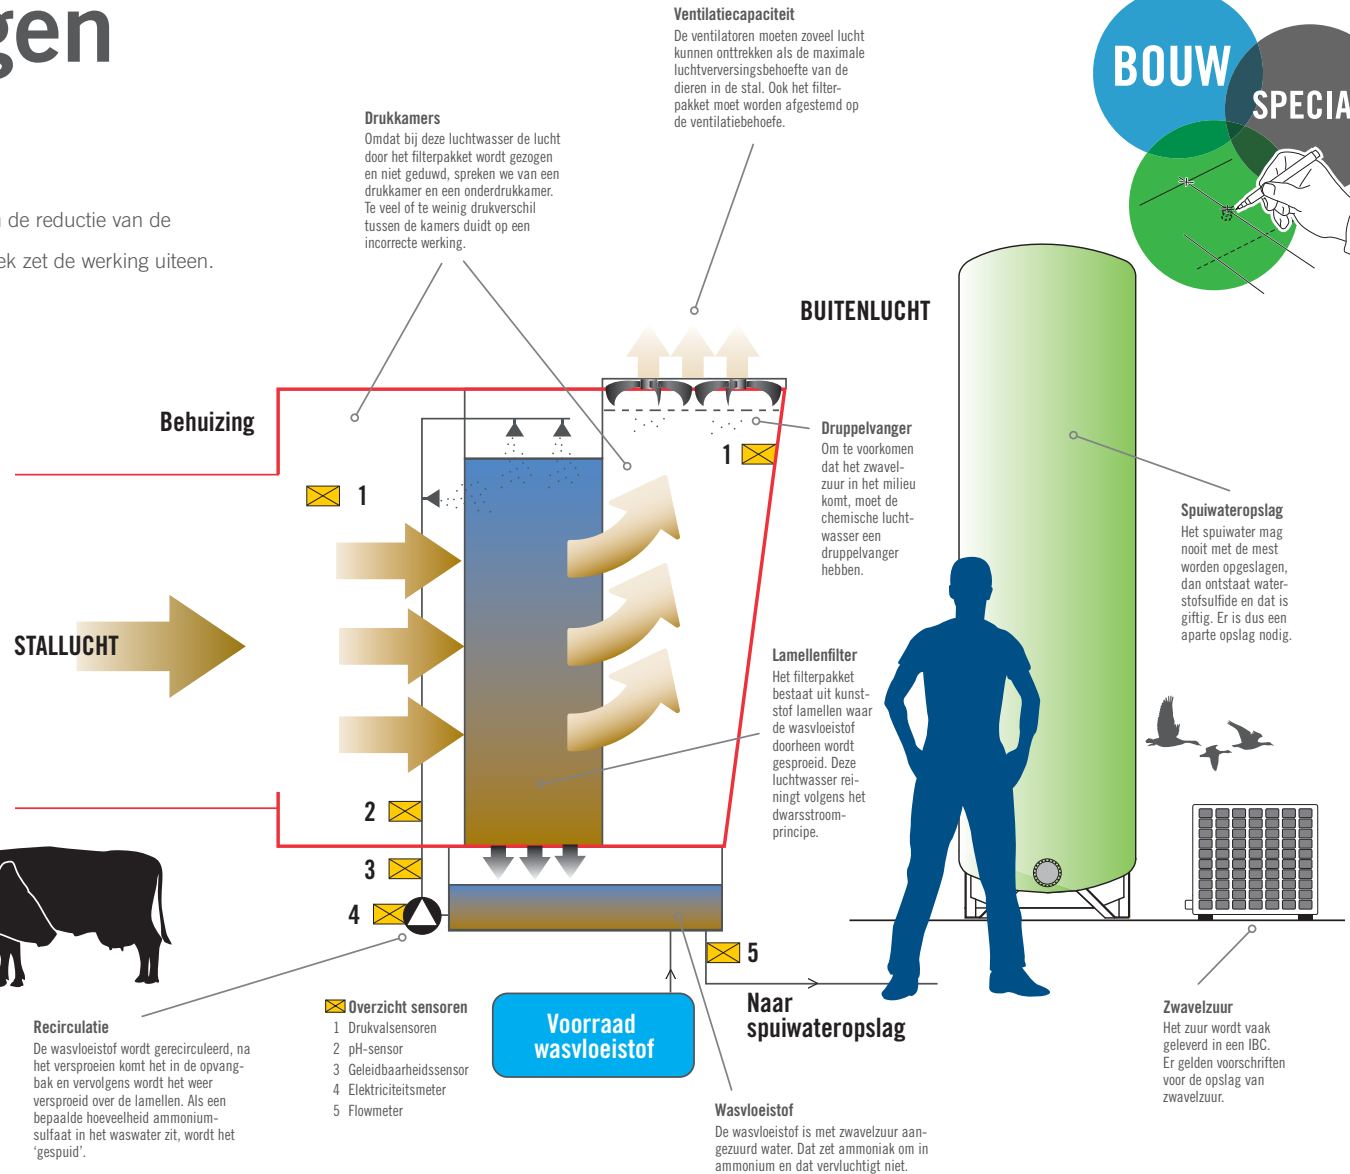 gen
n de reductie van de
ek zet de werking uiteen.
Ventilatiecapaciteit
De ventilatoren moeten zoveel lucht
kunnen onttrekken als de maximale
luchtverversingsbehoefte van de
dieren in de stal. Ook het filter-
pakket moet worden afgestemd op
de ventilatiebehoefe.
BOUW
SPECIA
Drukkamers
Omdat bij deze luchtwasser de lucht
door het filterpakket wordt gezogen
en niet geduwd, spreken we van een
drukkamer en een onderdrukkamer.
Te veel of te weinig drukverschil
tussen de kamers duidt op een
incorrecte werking.
BUITENLUCHT
Behuizing
1
1
Druppelvanger
Om te voorkomen
dat het zwavel-
zuur in het milieu
komt, moet de
chemische lucht-
wasser een
druppelvanger
hebben.
Spuiwateropslag
Het spuiwater mag
nooit met de mest
worden opgeslagen,
dan ontstaat water-
stofsulfide en dat is
giftig. Er is dus een
aparte opslag nodig.
STALLUCHT
Lamellenfilter
Het filterpakket
bestaat uit kunst-
stof lamellen waar
de wasvloeistof
doorheen wordt
gesproeid. Deze
luchtwasser rei-
ningt volgens het
dwarsstroom-
principe.
2
3
4
5
Naar
spuiwateropslag
Voorraad
wasvloeistof
Recirculatie
De wasvloeistof wordt gerecirculeerd, na
het versproeien komt het in de opvang-
bak en vervolgens wordt het weer
versproeid over de lamellen. Als een
bepaalde hoeveelheid ammonium-
sulfaat in het waswater zit, wordt het
‘gespuid’.
Overzicht sensoren
1 Drukvalsensoren
2 pH-sensor
3 Geleidbaarheidssensor
4 Elektriciteitsmeter
5 Flowmeter
Wasvloeistof
De wasvloeistof is met zwavelzuur aan-
gezuurd water. Dat zet ammoniak om in
ammonium en dat vervluchtigt niet.
Zwavelzuur
Het zuur wordt vaak
geleverd in een IBC.
Er gelden voorschriften
voor de opslag van
zwavelzuur.